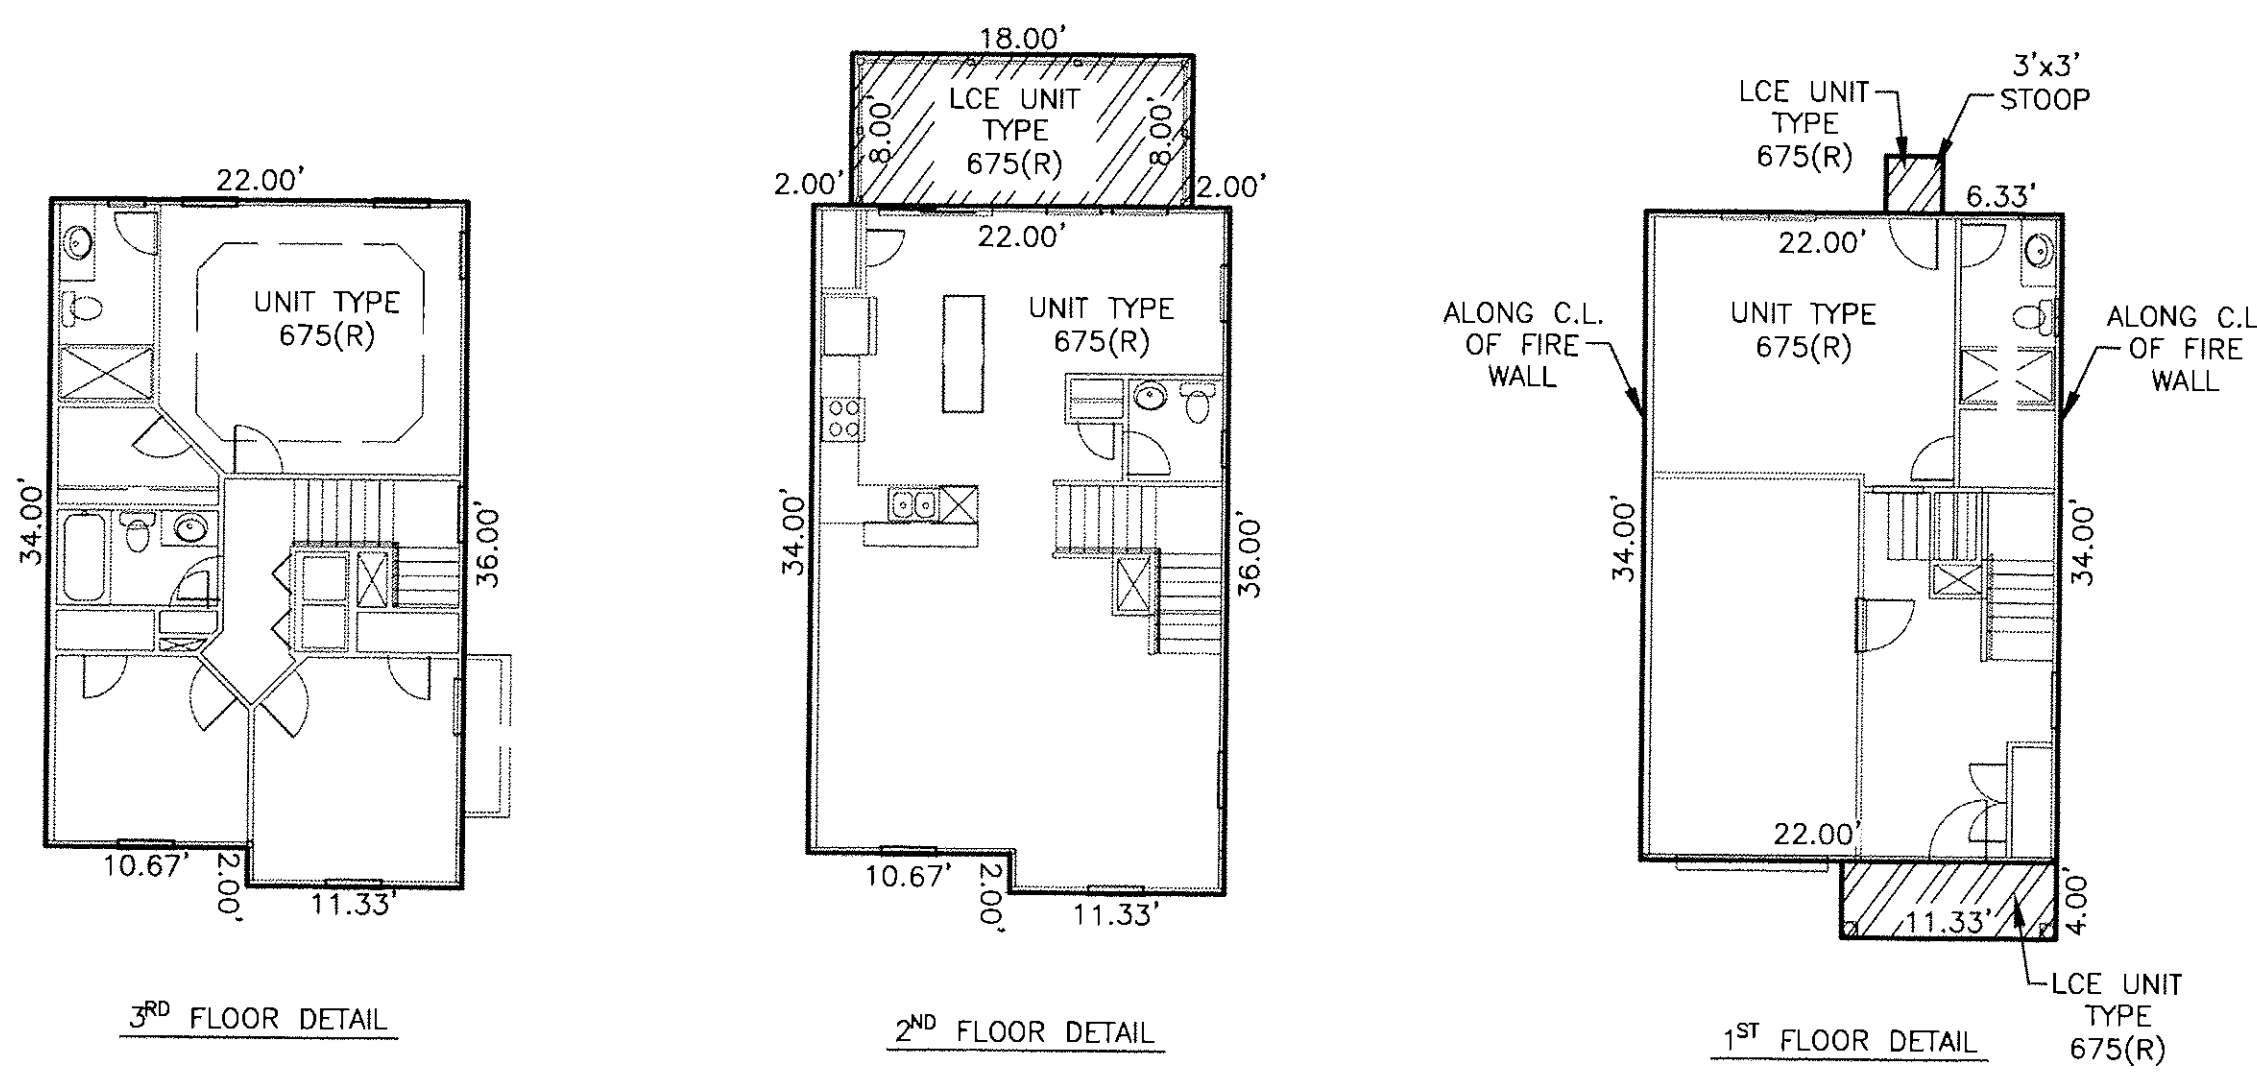 22.00'
UNIT TYPE
675(R)
34.00'
36.00'
10.67'
2.00'
11.33'
3RD FLOOR DETAIL
18.00'
LCE UNIT
TYPE
675(R)
8.00'
8.00'
2.00'
2.00'
22.00'
UNIT TYPE
675(R)
34.00'
36.00'
10.67'
2.00'
11.33'
2ND FLOOR DETAIL
LCE UNIT
TYPE
675(R)
3'x3'
STOOP
6.33'
22.00'
UNIT TYPE
675(R)
ALONG C.L.
OF FIRE
WALL
ALONG C.L
OF FIRE
WALL
34.00'
34.00'
22.00'
11.33'
4.00'
LCE UNIT
TYPE
675(R)
1ST FLOOR DETAIL